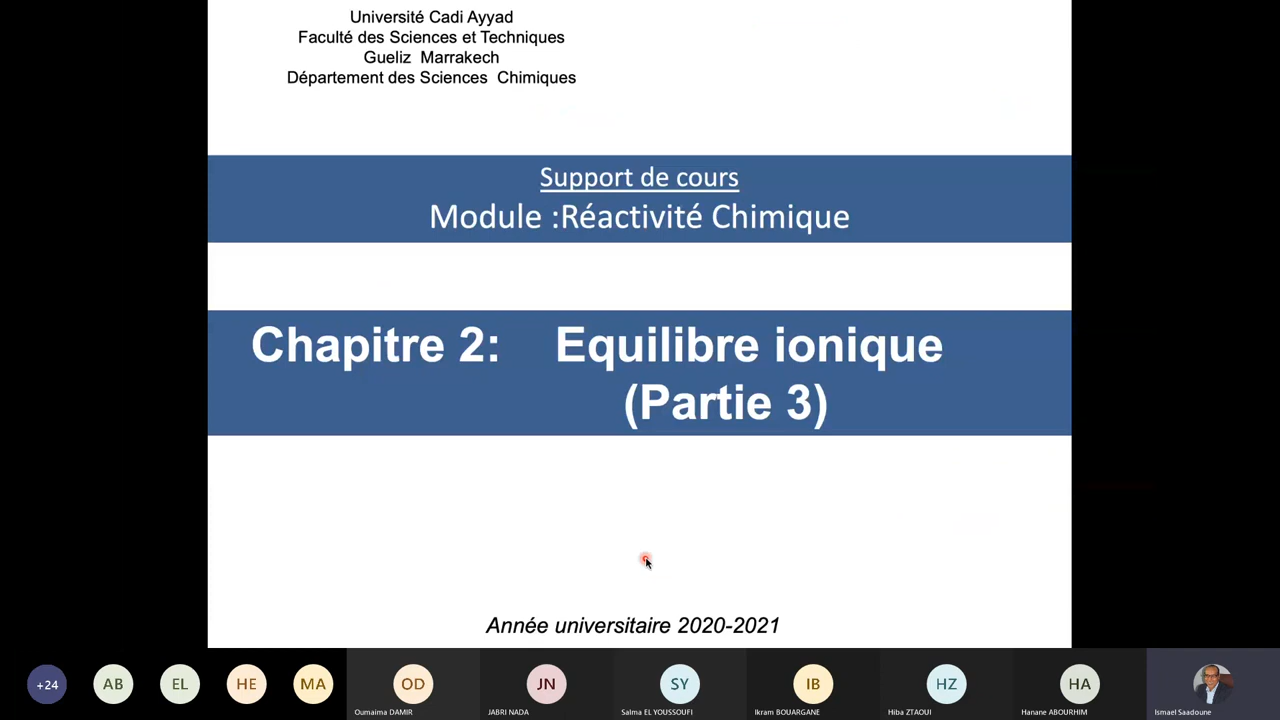 Université Cadi Ayyad
Faculté des Sciences et Techniques
Gueliz Marrakech
Département des Sciences Chimiques
Support de cours
Module :Réactivité Chimique
Chapitre 2: Equilibre ionique
(Partie 3)
Année universitaire 2020-2021
+24
AB
EL
HE
MA
OD
JN
SY
IB
HZ
HA
Oumaima DAMIR
JABRI NADA
Salma EL YOUSSOUFI
Ikram BOUARGANE
Hiba ZTAOUI
Hanane ABOURHIM
Ismael Saadoune